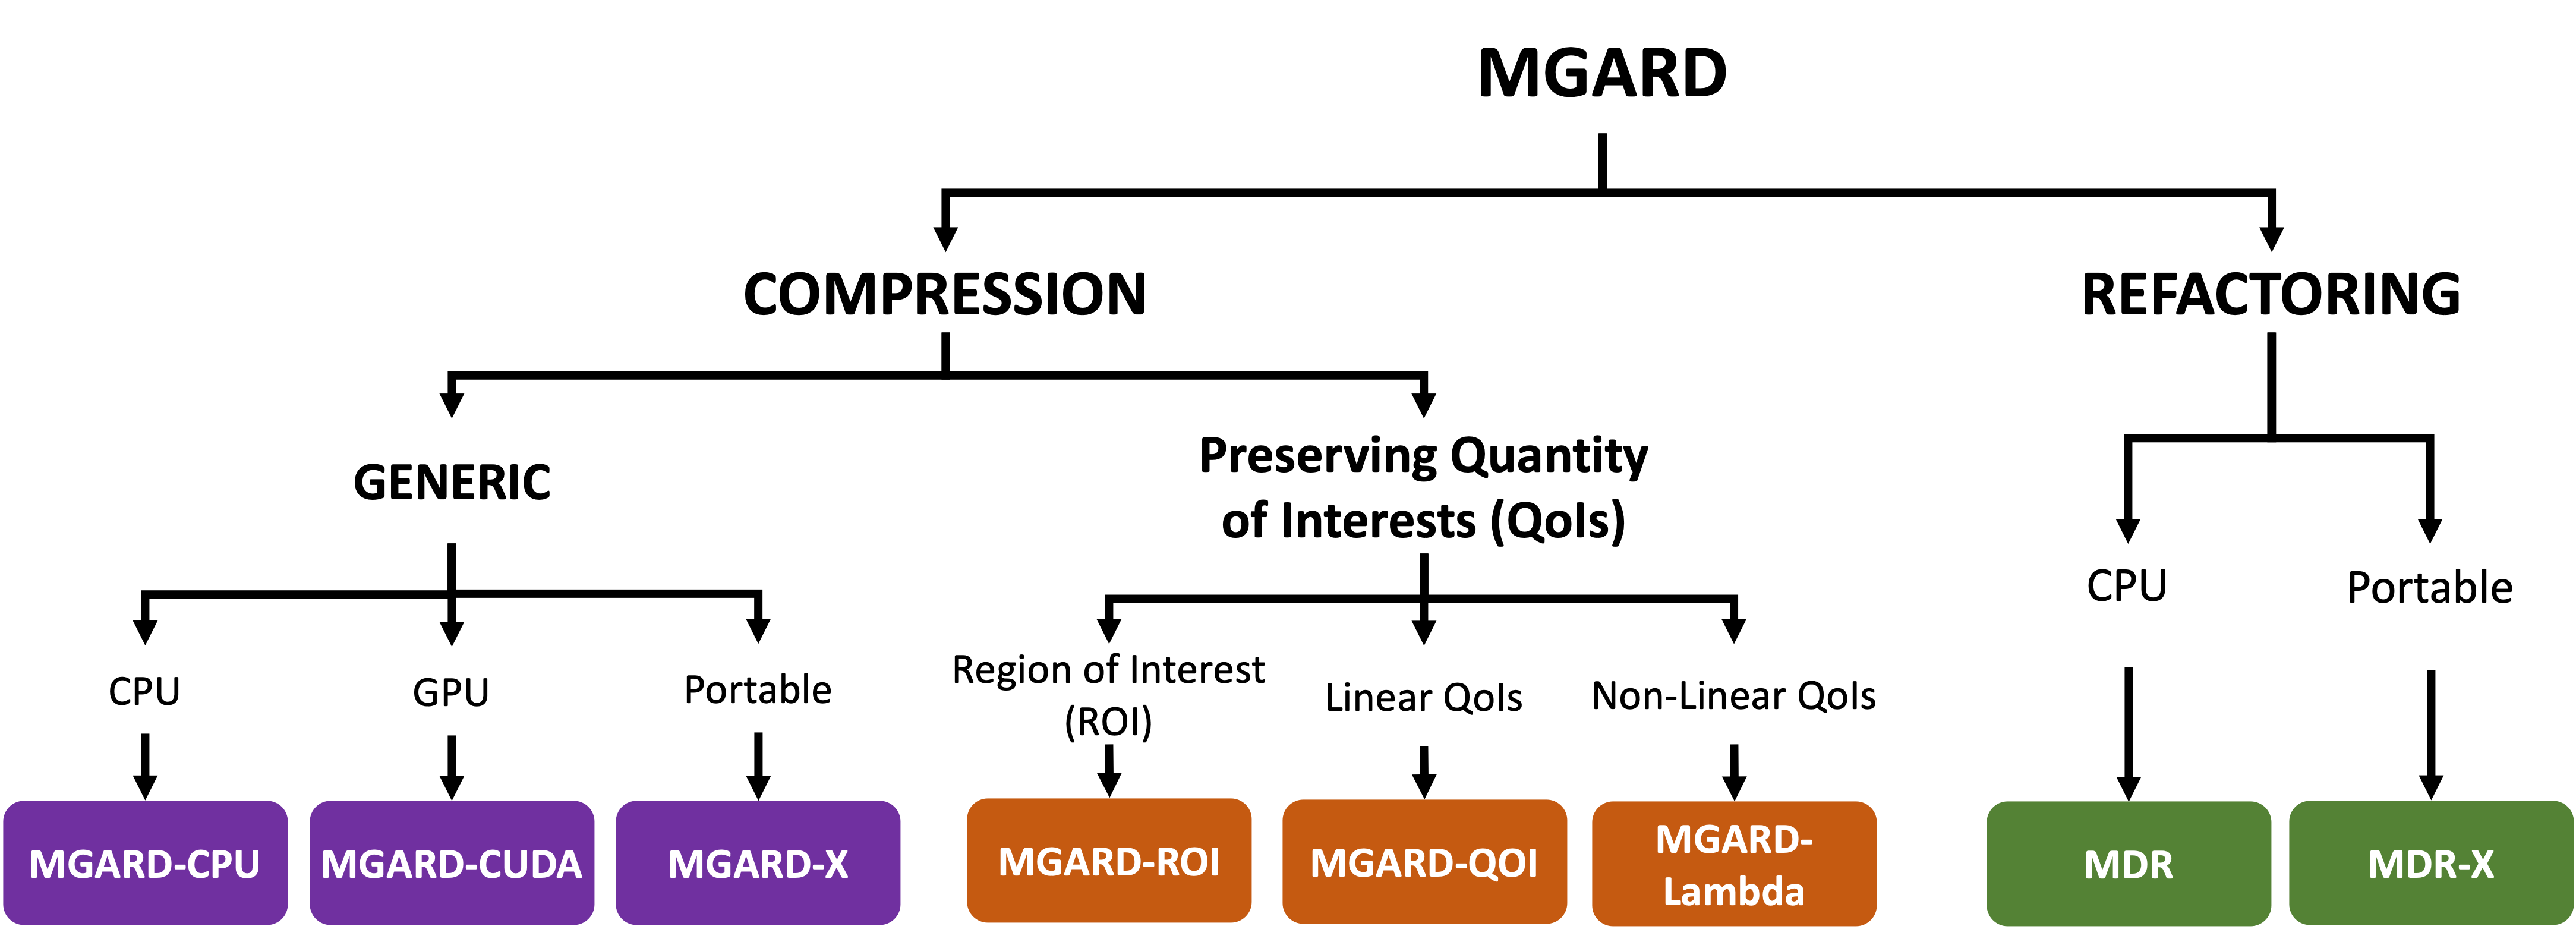 MGARD
COMPRESSION
REFACTORING
GENERIC
Preserving Quantity
of Interests (QoIs)
CPU
Portable
CPU
GPU
Portable
Region of Interest
(ROI)
Linear QoIs
Non-Linear QoIs
MGARD-CPU
MGARD-CUDA
MGARD-X
MGARD-ROI
MGARD-QOI
MGARD-
Lambda
MDR
MDR-X